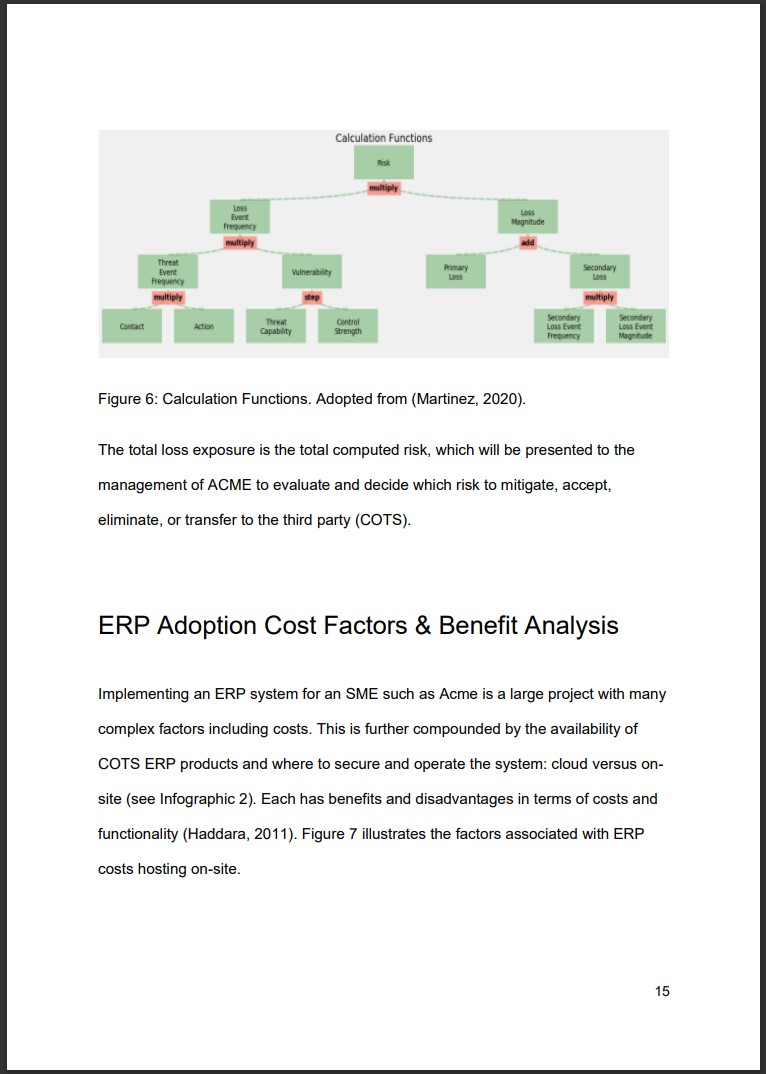 Calculation Functions
Risk
multiply
Loss
Event
Frequency
Loss
Magnitude
multiply
add
Threat
Event
Frequency
Vulnerability
Primary
Loss
Secondary
Loss
multiply
step
multiply
Contact
Action
Threat
Capability
Control
Strength
Secondary
Loss Event
Frequency
Secondary
Loss Event
Magnitude
Figure 6: Calculation Functions. Adopted from (Martinez, 2020).
The total loss exposure is the total computed risk, which will be presented to the
management of ACME to evaluate and decide which risk to mitigate, accept,
eliminate, or transfer to the third party (COTS).
ERP Adoption Cost Factors & Benefit Analysis
Implementing an ERP system for an SME such as Acme is a large project with many
complex factors including costs. This is further compounded by the availability of
COTS ERP products and where to secure and operate the system: cloud versus on-
site (see Infographic 2). Each has benefits and disadvantages in terms of costs and
functionality (Haddara, 2011). Figure 7 illustrates the factors associated with ERP
costs hosting on-site.
15